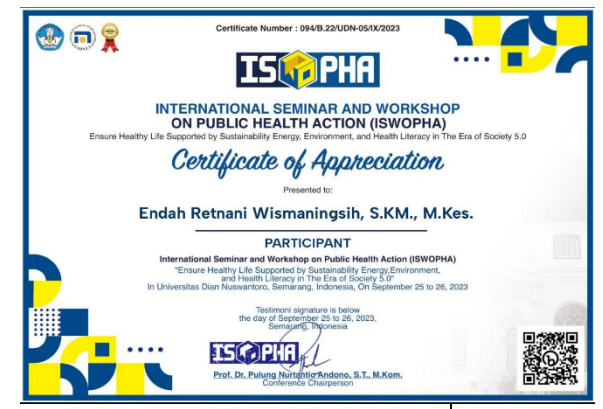 Certificate Number : 094/B.22/UDN-05/IX/2023
ISOPHA
INTERNATIONAL SEMINAR AND WORKSHOP
ON PUBLIC HEALTH ACTION (ISWOPHA)
Ensure Healthy Life Supported by Sustainability Energy, Environment, and Health Literacy in The Era of Society 5.0
Certificate of Appreciation
Presented to:
Endah Retnani Wismaningsih, S.KM., M.Kes.
PARTICIPANT
International Seminar and Workshop on Public Health Action (ISWOPHA)
"Ensure Healthy Life Supported by Sustainability Energy,Environment,
and Health Literacy in The Era of Society 5.0"
In Universitas Dian Nuswantoro, Semarang, Indonesia, On September 25 to 26, 2023
Testimoni signature is below
the day of September 25 to 26, 2023,
Semarang, Indonesia
ISOPHA
Prof. Dr. Pulung Nurtantio Andono, S.T., M.Kom.
Conference Chairperson